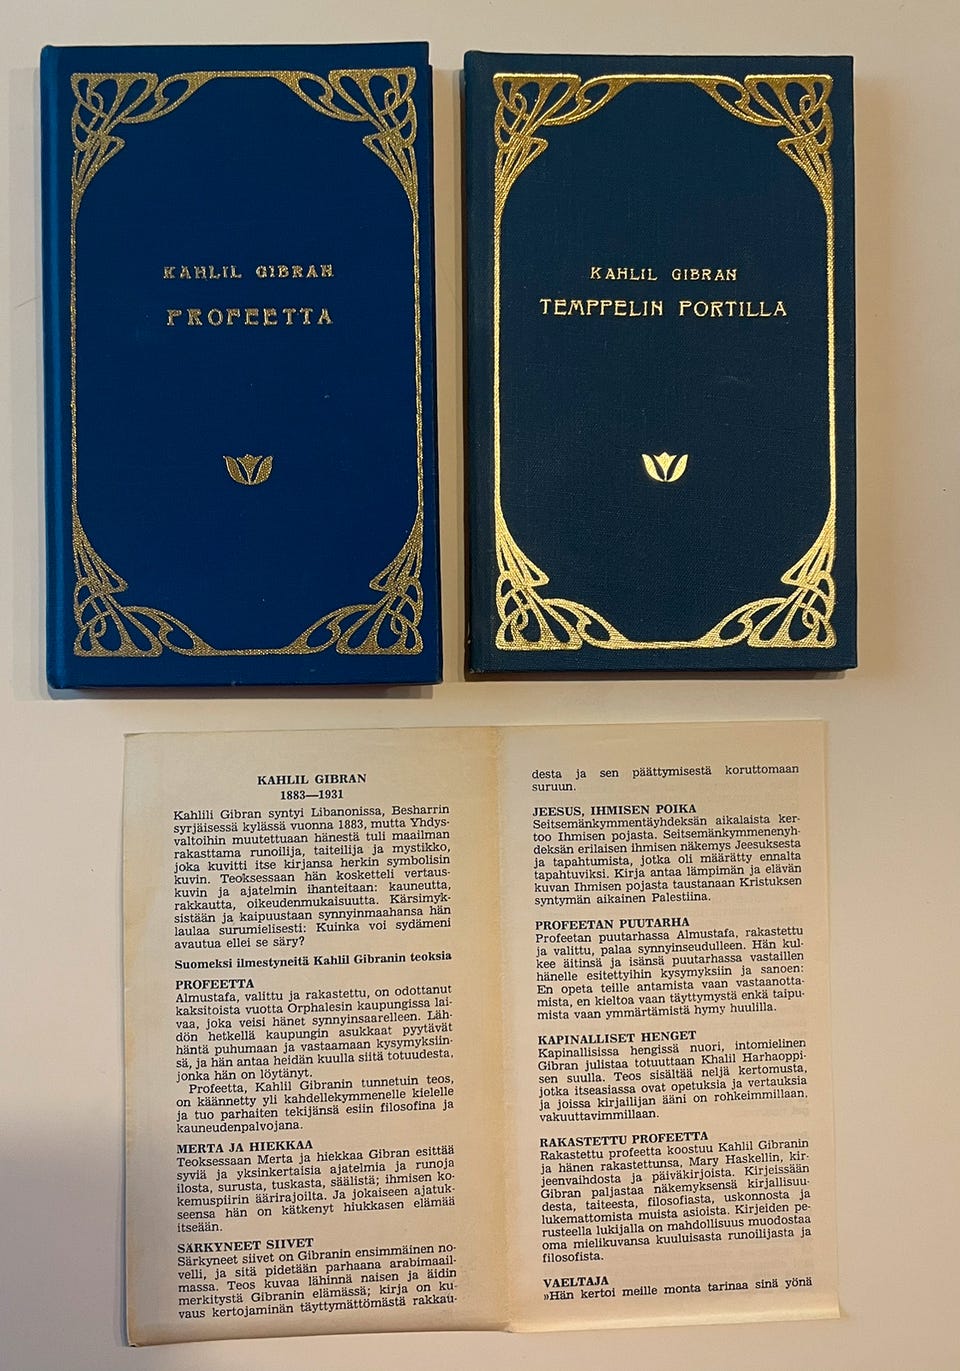 KAHLIL GIBRAN
PROFEETTA
KAHLIL GIBRAN
TEMPPELIN PORTILLA
KAHLIL GIBRAN
1883—1931
Kahlili Gibran syntyi Libanonissa, Besharrin
syrjäisessä kylässä vuonna 1883, mutta Yhdys-
valtoihin muutettuaan hänestä tuli maailman
rakasttama runoilija, taiteilija ja mystikko,
joka kuvitti itse kirjansa herkin symbolisin
kuvin. Teoksessaan hän kosketteli vertaus-
kuvin ja ajatelmin ihanteitaan: kauneutta,
rakkautta, oikeudenmukaisuutta. Kärsimyk-
sistään ja kaipuustaan synnyinmaahansa hän
laulaa surumielisesti: Kuinka voi sydämeni
avautua ellei se säry?
Suomeksi ilmestyneitä Kahlil Gibranin teoksia
PROFEETTA
Almustafa, valittu ja rakastettu, on odottanut
kaksitoista vuotta Orphalesin kaupungissa lai-
vaa, joka veisi hänet synnyinsaarelleen. Läh-
dön hetkellä kaupungin asukkaat pyytävät
häntä puhumaan ja vastaamaan kysymyksiin-
sä, ja hän antaa heidän kuulla siitä totuudesta,
jonka hän on löytänyt.
Profeetta, Kahlil Gibranin tunnetuin teos,
on käännetty yli kahdellekymmenelle kielelle
ja tuo parhaiten tekijänsä esiin filosofina ja
kauneudenpalvojana.
MERTA JA HIEKKAA
Teoksessaan Merta ja hiekkaa Gibran esittää
syviä ja yksinkertaisia ajatelmia ja runoja
ilosta, surusta, tuskasta, säälistä; ihmisen ko-
kemuspiirin äärirajoilta. Ja jokaiseen ajatuk-
seensa hän on kätkenyt hiukkasen elämää
itseään.
SÄRKYNEET SIIVET
Särkyneet siivet on Gibranin ensimmäinen no-
velli, ja sitä pidetään parhaana arabimaail-
massa. Teos kuvaa lähinnä naisen ja äidin
merkitystä Gibranin elämässä; kirja on ku-
vaus kertojaminän täyttymättömästä rakkau-
desta ja sen päättymisestä koruttomaan
suruun.
JEESUS, IHMISEN POIKA
Seitsemänkymmentäyhdeksän aikalaista ker-
too Ihmisen pojasta. Seitsemänkymmenenyh-
deksän erilaisen ihmisen näkemys Jeesuksesta
ja tapahtumista, jotka oli määrätty ennalta
tapahtuviksi. Kirja antaa lämpimän ja elävän
kuvan Ihmisen pojasta taustanaan Kristuksen
syntymän aikainen Palestiina.
PROFEETAN PUUTARHA
Profeetan puutarhassa Almustafa, rakastettu
ja valittu, palaa synnyinseudulleen. Hän kul-
kee äitinsä ja isänsä puutarhassa vastaillen
hänelle esitettyihin kysymyksiin ja sanoen:
En opeta teille antamista vaan vastaanotta-
mista, en kieltoa vaan täyttymystä enkä taipu-
mista vaan ymmärtämistä hymy huulilla.
KAPINALLISET HENGET
Kapinallisissa hengissä nuori, intomielinen
Gibran julistaa totuuttaan Khalil Harhaoppi-
sen suulla. Teos sisältää neljä kertomusta,
jotka itseasiassa ovat opetuksia ja vertauksia
ja joissa kirjailijan ääni on rohkeimmillaan,
vakuuttavimmillaan.
RAKASTETTU PROFEETTA
Rakastettu profeetta koostuu Kahlil Gibranin
ja hänen rakastettunsa, Mary Haskellin, kir-
jeenvaihdosta ja päiväkirjoista. Kirjeissään
Gibran paljastaa näkemyksensä kirjallisuu-
desta, taiteesta, filosofiasta, uskonnosta ja
lukemattomista muista asioista. Kirjeiden pe-
rusteella lukijalla on mahdollisuus muodostaa
oma mielikuvansa kuuluisasta runoilijasta ja
filosofista.
VAELTAJA
»Hän kertoi meille monta tarinaa sinä yönä